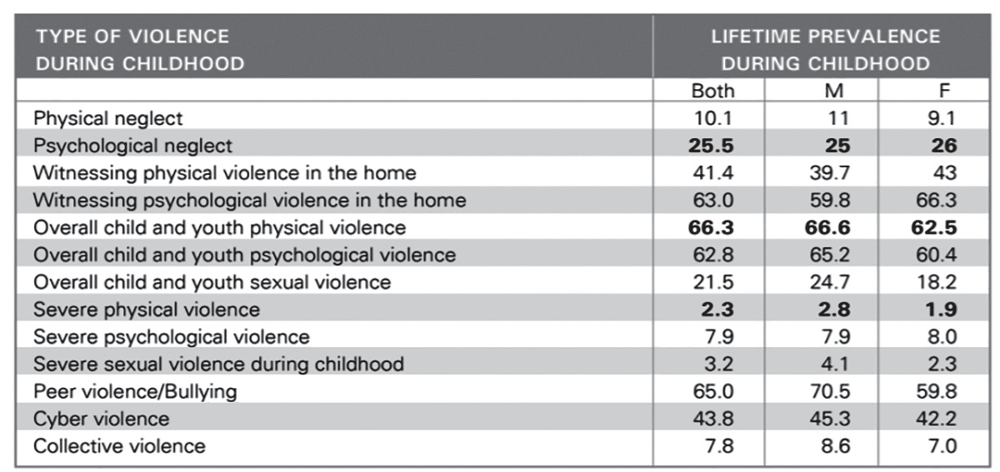 TYPE OF VIOLENCE LIFETIME PREVALENCE
DURING CHILDHOOD DURING CHILDHOOD
Both M F
Physical neglect 10.1 11 9.1
Psychological neglect 25.5 25 26
Witnessing physical violence in the home 41.4 39.7 43
Witnessing psychological violence in the home 63.0 59.8 66.3
Overall child and youth physical violence 66.3 66.6 62.5
Overall child and youth psychological violence 62.8 65.2 60.4
Overall child and youth sexual violence 21.5 24.7 18.2
Severe physical violence 2.3 2.8 1.9
Severe psychological violence 7.9 7.9 8.0
Severe sexual violence during childhood 3.2 4.1 2.3
Peer violence/Bullying 65.0 70.5 59.8
Cyber violence 43.8 45.3 42.2
Collective violence 7.8 8.6 7.0